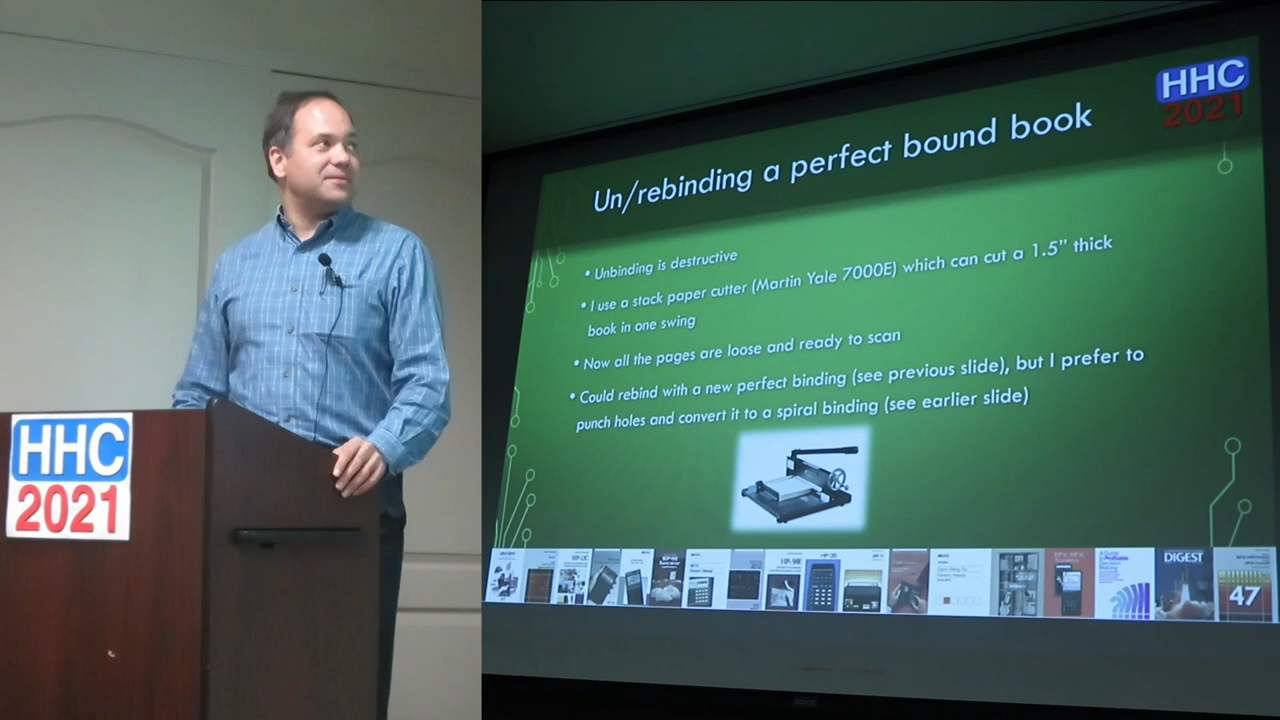 HHC
2021
HHC
2021
Un/rebinding a perfect bound book
• Unbinding is destructive
• I use a stack paper cutter (Martin Yale 7000E) which can cut a 1.5" thick
book in one swing
• Now all the pages are loose and ready to scan
• Could rebind with a new perfect binding (see previous slide), but I prefer to
punch holes and convert it to a spiral binding (see earlier slide)
DIGEST
47